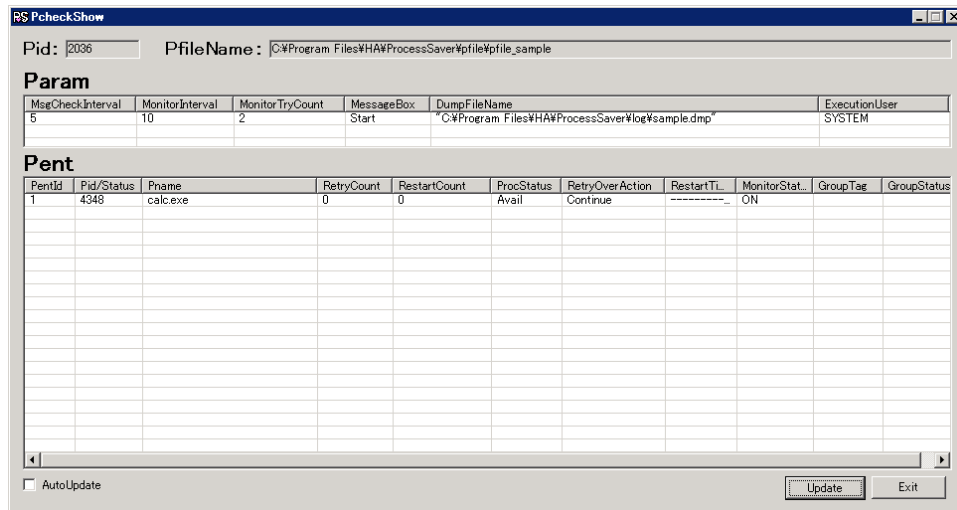 PcheckShow
Pid: 2036 PfileName: C:¥Program Files¥HA¥ProcessSaver¥pfile¥pfile_sample
Param
MsgCheckInterval MonitorInterval MonitorTryCount MessageBox DumpFileName ExecutionUser
5 10 2 Start "C:¥Program Files¥HA¥ProcessSaver¥log¥sample.dmp" SYSTEM
Pent
PentId Pid/Status Pname RetryCount RestartCount ProcStatus RetryOverAction RestartTi... MonitorStat... GroupTag GroupStatus
1 4348 calc.exe 0 0 Avail Continue ---------... ON
AutoUpdate Update Exit